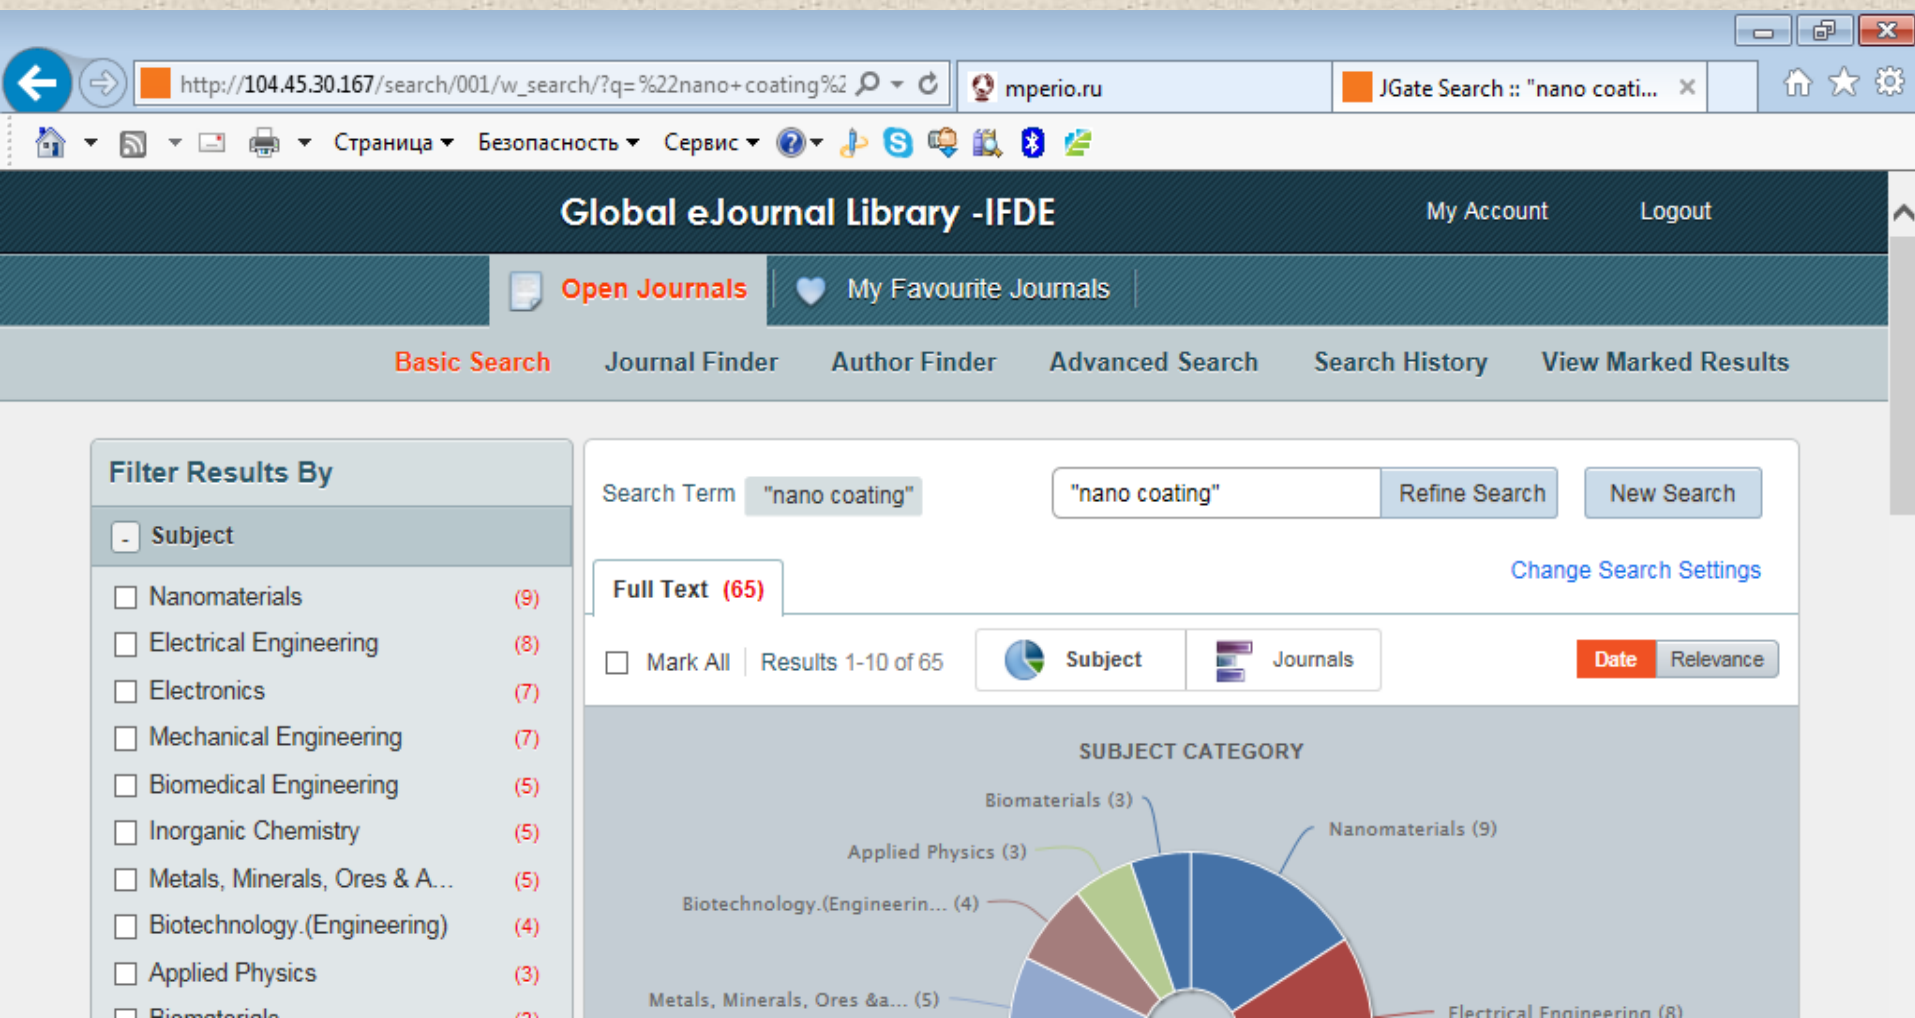 http://104.45.30.167/search/001/w_search/?q=%22nano+coating%2
mperio.ru
JGate Search :: "nano coati...
Страница
Безопасность
Сервис
Global eJournal Library -IFDE
My Account
Logout
Open Journals
My Favourite Journals
Basic Search
Journal Finder
Author Finder
Advanced Search
Search History
View Marked Results
Filter Results By
- Subject
Nanomaterials (9)
Electrical Engineering (8)
Electronics (7)
Mechanical Engineering (7)
Biomedical Engineering (5)
Inorganic Chemistry (5)
Metals, Minerals, Ores & A... (5)
Biotechnology.(Engineering) (4)
Applied Physics (3)
Biomaterials (3)
Search Term "nano coating"
"nano coating"
Refine Search
New Search
Change Search Settings
Full Text (65)
Mark All
Results 1-10 of 65
Subject
Journals
Date
Relevance
SUBJECT CATEGORY
Biomaterials (3)
Nanomaterials (9)
Applied Physics (3)
Biotechnology.(Engineerin... (4)
Metals, Minerals, Ores &a... (5)
Electrical Engineering (8)